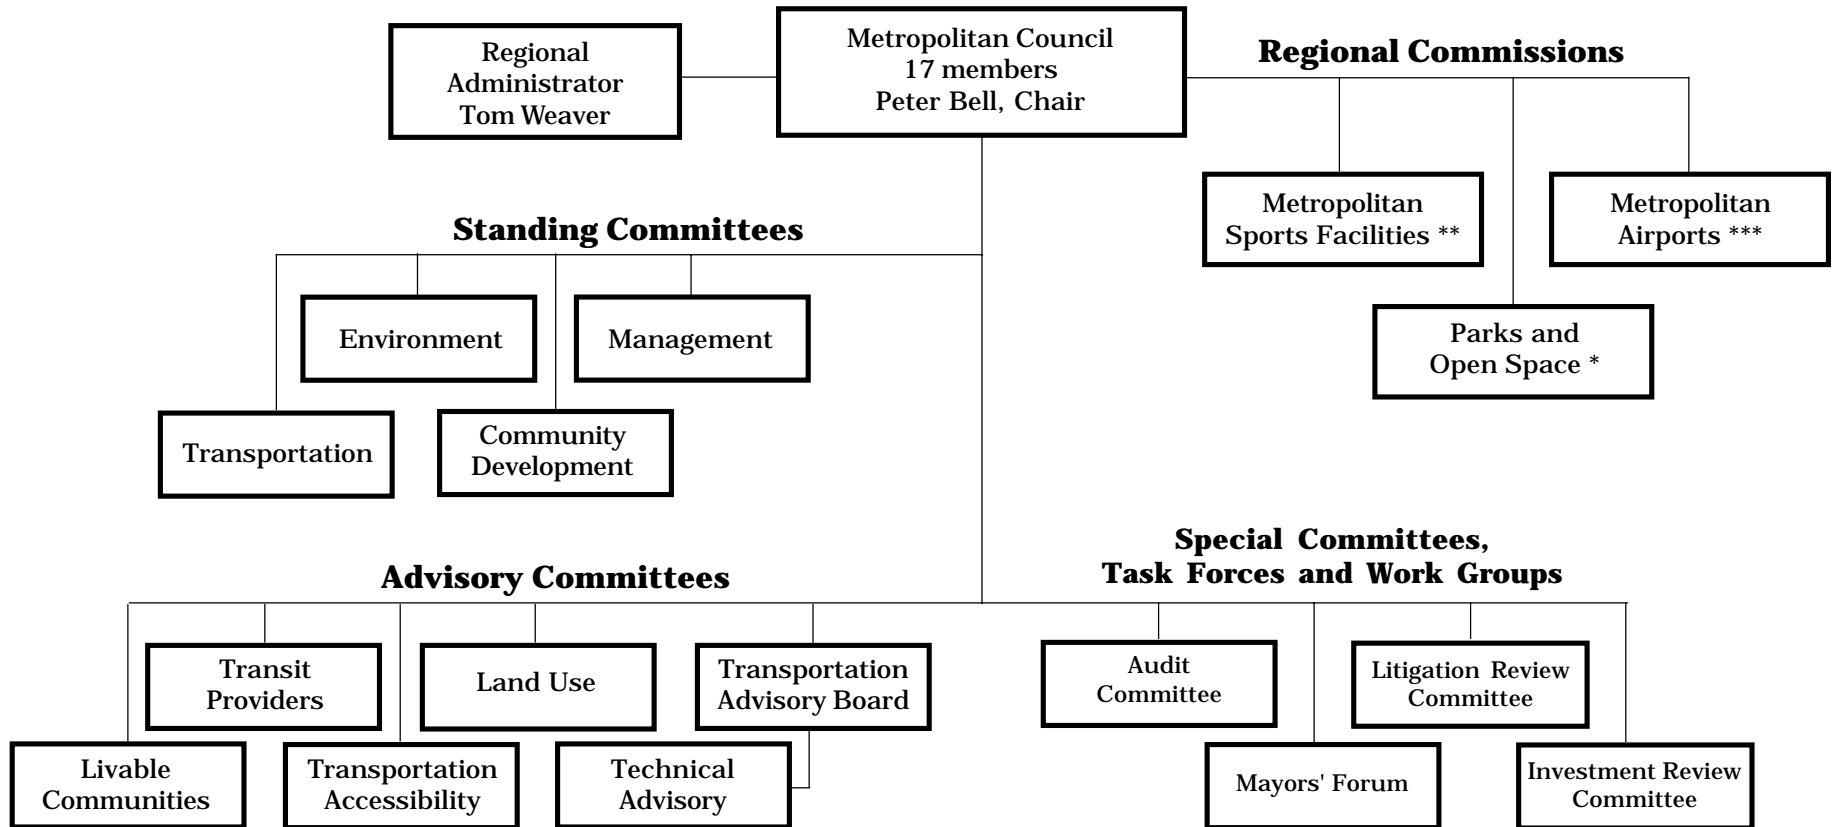 Regional
Administrator
Tom Weaver
Metropolitan Council
17 members
Peter Bell, Chair
Regional Commissions
Metropolitan
Sports Facilities **
Metropolitan
Airports ***
Parks and
Open Space *
Standing Committees
Environment
Management
Transportation
Community
Development
Advisory Committees
Transit
Providers
Land Use
Transportation
Advisory Board
Livable
Communities
Transportation
Accessibility
Technical
Advisory
Special Committees,
Task Forces and Work Groups
Audit
Committee
Litigation Review
Committee
Mayors' Forum
Investment Review
Committee